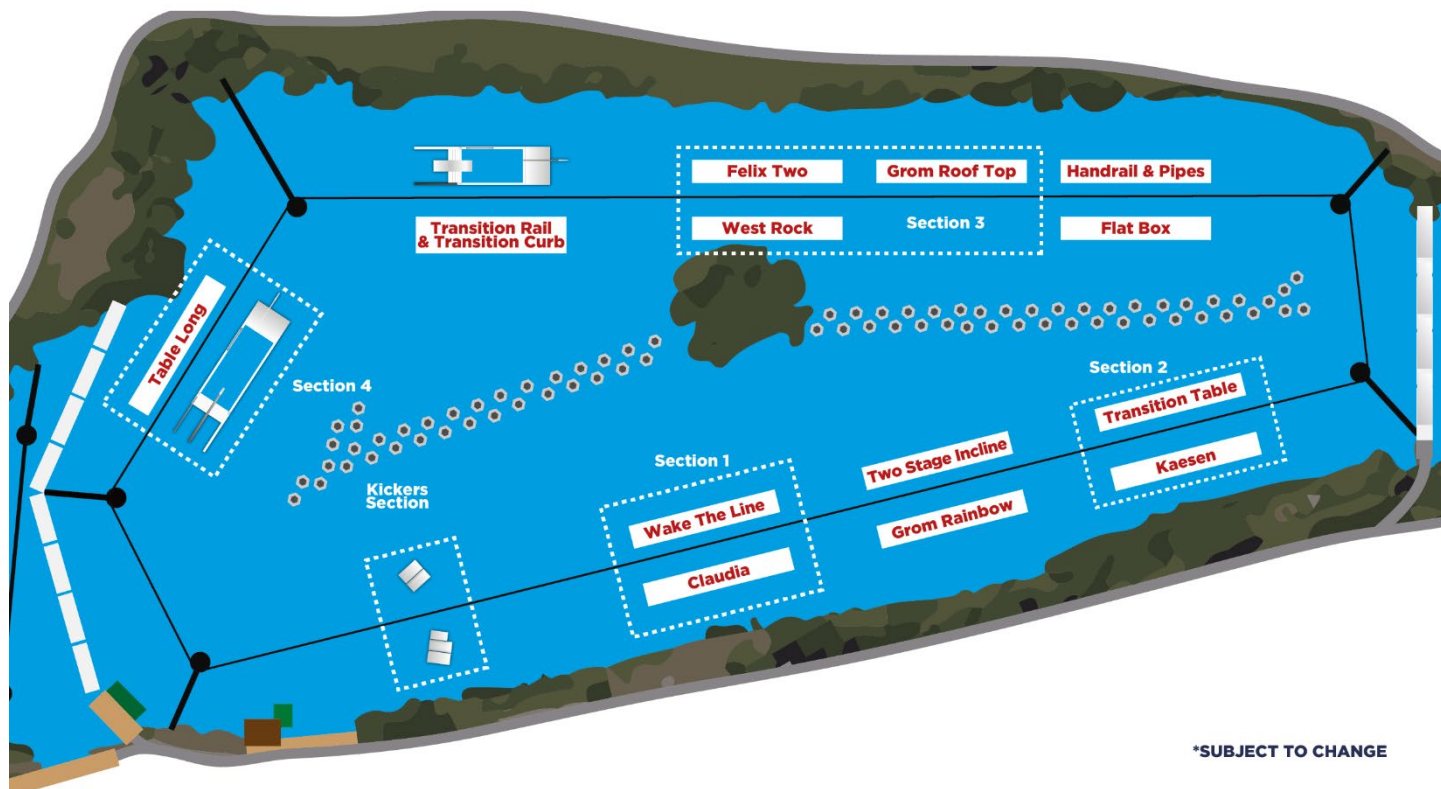 Felix Two
Grom Roof Top
Handrail & Pipes
Transition Rail
& Transition Curb
West Rock
Section 3
Flat Box
Table Long
Section 4
Section 2
Transition Table
Kaesen
Two Stage Incline
Grom Rainbow
Section 1
Wake The Line
Claudia
Kickers
Section
*SUBJECT TO CHANGE